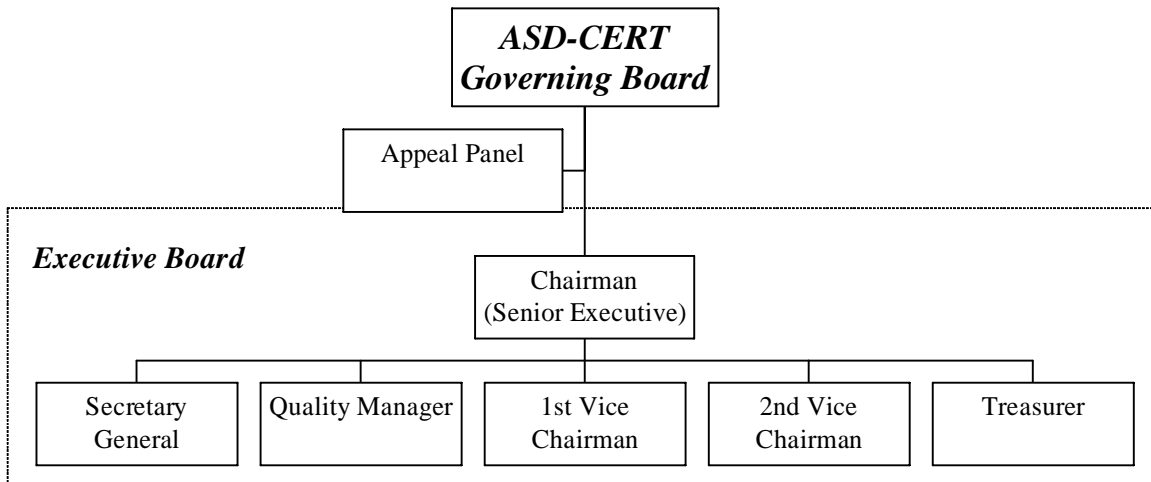 ASD-CERT
Governing Board
Appeal Panel
Executive Board
Chairman
(Senior Executive)
Secretary
General
Quality Manager
1st Vice
Chairman
2nd Vice
Chairman
Treasurer